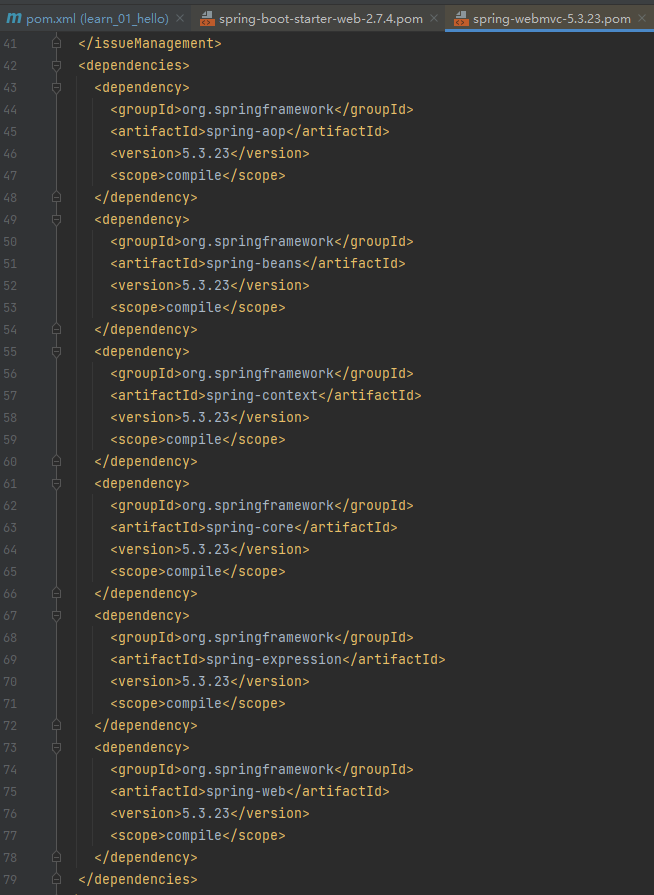 m pom.xml (learn_01_hello) × spring-boot-starter-web-2.7.4.pom × spring-webmvc-5.3.23.pom ×
41 </issueManagement>
42 <dependencies>
43 <dependency>
44 <groupId>org.springframework</groupId>
45 <artifactId>spring-aop</artifactId>
46 <version>5.3.23</version>
47 <scope>compile</scope>
48 </dependency>
49 <dependency>
50 <groupId>org.springframework</groupId>
51 <artifactId>spring-beans</artifactId>
52 <version>5.3.23</version>
53 <scope>compile</scope>
54 </dependency>
55 <dependency>
56 <groupId>org.springframework</groupId>
57 <artifactId>spring-context</artifactId>
58 <version>5.3.23</version>
59 <scope>compile</scope>
60 </dependency>
61 <dependency>
62 <groupId>org.springframework</groupId>
63 <artifactId>spring-core</artifactId>
64 <version>5.3.23</version>
65 <scope>compile</scope>
66 </dependency>
67 <dependency>
68 <groupId>org.springframework</groupId>
69 <artifactId>spring-expression</artifactId>
70 <version>5.3.23</version>
71 <scope>compile</scope>
72 </dependency>
73 <dependency>
74 <groupId>org.springframework</groupId>
75 <artifactId>spring-web</artifactId>
76 <version>5.3.23</version>
77 <scope>compile</scope>
78 </dependency>
79 </dependencies>